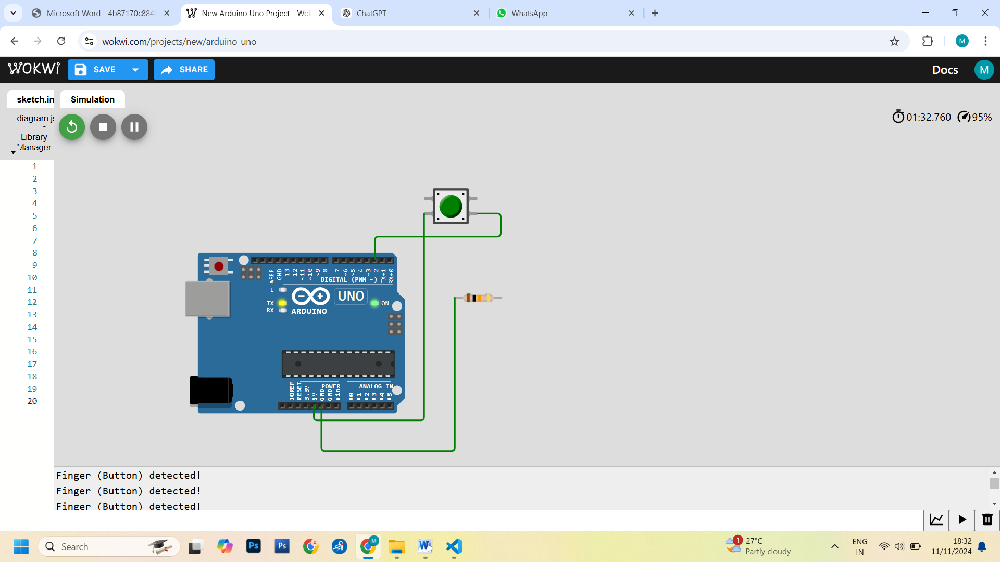 Microsoft Word - 4b87170c884
New Arduino Uno Project - Wo
ChatGPT
WhatsApp
wokwi.com/projects/new/arduino-uno
M
WOKWi
SAVE
SHARE
Docs
M
sketch.in
Simulation
diagram.js
Library
Manager
01:32.760
95%
1
2
3
4
5
6
7
8
9
10
11
12
13
14
15
16
17
18
19
20
AREF
GND
13
12
~11
~10
~9
8
7
~6
~5
4
~3
2
TX→1
RX←0
DIGITAL (PWM ~)
L
TX
RX
UNO
ON
ARDUINO
IOREF
RESET
3.3V
5V
GND
GND
Vin
POWER
ANALOG IN
A0
A1
A2
A3
A4
A5
Finger (Button) detected!
Finger (Button) detected!
Finger (Button) detected!
Search
Ps
Ps
M
W
1
27°C
Partly cloudy
ENG
IN
18:32
11/11/2024